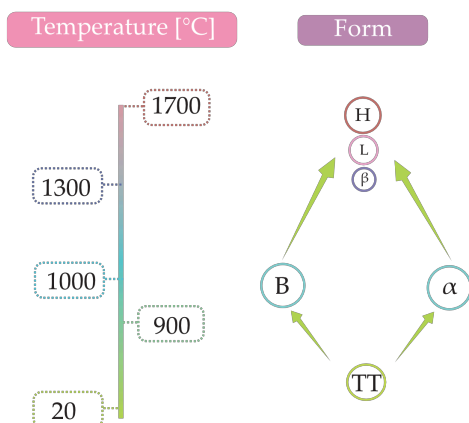 Temperature [°C]
Form
1700
1300
1000
900
20
H
L
β
B
α
TT